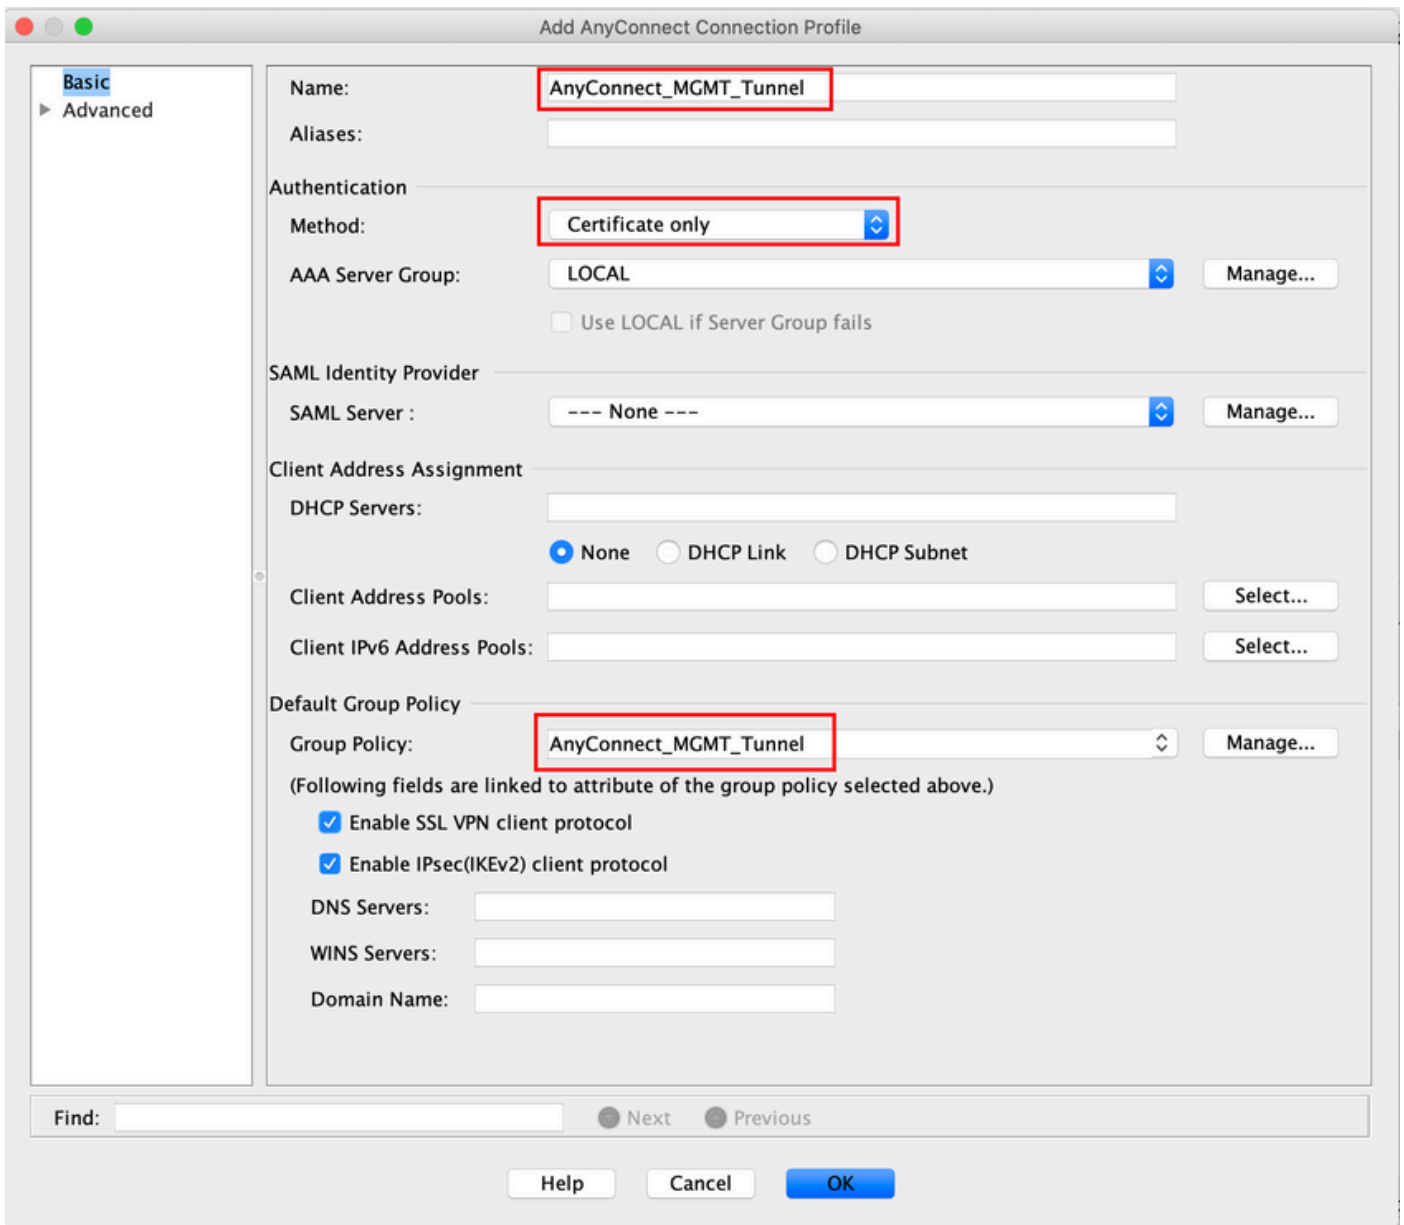 Add AnyConnect Connection Profile
Basic
Advanced
Name: AnyConnect_MGMT_Tunnel
Aliases:
Authentication
Method: Certificate only
AAA Server Group: LOCAL Manage...
Use LOCAL if Server Group fails
SAML Identity Provider
SAML Server : --- None --- Manage...
Client Address Assignment
DHCP Servers:
None DHCP Link DHCP Subnet
Client Address Pools: Select...
Client IPv6 Address Pools: Select...
Default Group Policy
Group Policy: AnyConnect_MGMT_Tunnel Manage...
(Following fields are linked to attribute of the group policy selected above.)
Enable SSL VPN client protocol
Enable IPsec(IKEv2) client protocol
DNS Servers:
WINS Servers:
Domain Name:
Find: Next Previous
Help Cancel OK